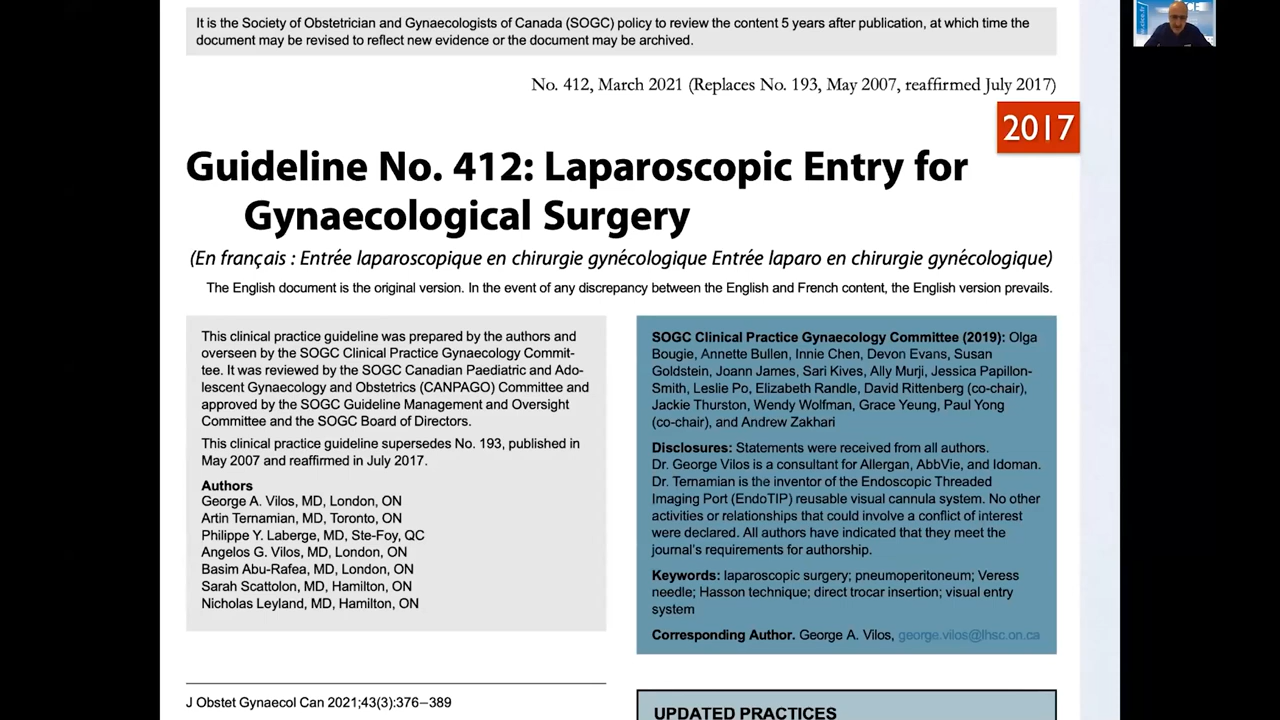 It is the Society of Obstetrician and Gynaecologists of Canada (SOGC) policy to review the content 5 years after publication, at which time the
document may be revised to reflect new evidence or the document may be archived.
No. 412, March 2021 (Replaces No. 193, May 2007, reaffirmed July 2017)
2017
Guideline No. 412: Laparoscopic Entry for
Gynaecological Surgery
(En français : Entrée laparoscopique en chirurgie gynécologique Entrée laparo en chirurgie gynécologique)
The English document is the original version. In the event of any discrepancy between the English and French content, the English version prevails.
This clinical practice guideline was prepared by the authors and
overseen by the SOGC Clinical Practice Gynaecology Commit-
tee. It was reviewed by the SOGC Canadian Paediatric and Ado-
lescent Gynaecology and Obstetrics (CANPAGO) Committee and
approved by the SOGC Guideline Management and Oversight
Committee and the SOGC Board of Directors.
This clinical practice guideline supersedes No. 193, published in
May 2007 and reaffirmed in July 2017.
Authors
George A. Vilos, MD, London, ON
Artin Ternamian, MD, Toronto, ON
Philippe Y. Laberge, MD, Ste-Foy, QC
Angelos G. Vilos, MD, London, ON
Basim Abu-Rafea, MD, London, ON
Sarah Scattolon, MD, Hamilton, ON
Nicholas Leyland, MD, Hamilton, ON
J Obstet Gynaecol Can 2021;43(3):376−389
SOGC Clinical Practice Gynaecology Committee (2019): Olga
Bougie, Annette Bullen, Innie Chen, Devon Evans, Susan
Goldstein, Joann James, Sari Kives, Ally Murji, Jessica Papillon-
Smith, Leslie Po, Elizabeth Randle, David Rittenberg (co-chair),
Jackie Thurston, Wendy Wolfman, Grace Yeung, Paul Yong
(co-chair), and Andrew Zakhari
Disclosures: Statements were received from all authors.
Dr. George Vilos is a consultant for Allergan, AbbVie, and Idoman.
Dr. Ternamian is the inventor of the Endoscopic Threaded
Imaging Port (EndoTIP) reusable visual cannula system. No other
activities or relationships that could involve a conflict of interest
were declared. All authors have indicated that they meet the
journal's requirements for authorship.
Keywords: laparoscopic surgery; pneumoperitoneum; Veress
needle; Hasson technique; direct trocar insertion; visual entry
system
Corresponding Author. George A. Vilos, george.vilos@lhsc.on.ca
UPDATED PRACTICES